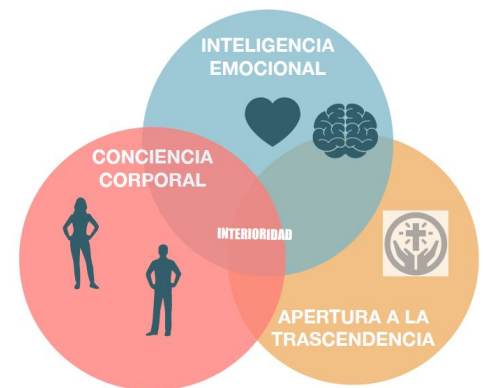 INTELIGENCIA
EMOCIONAL
CONCIENCIA
CORPORAL
INTERIORIDAD
APERTURA A LA
TRASCENDENCIA